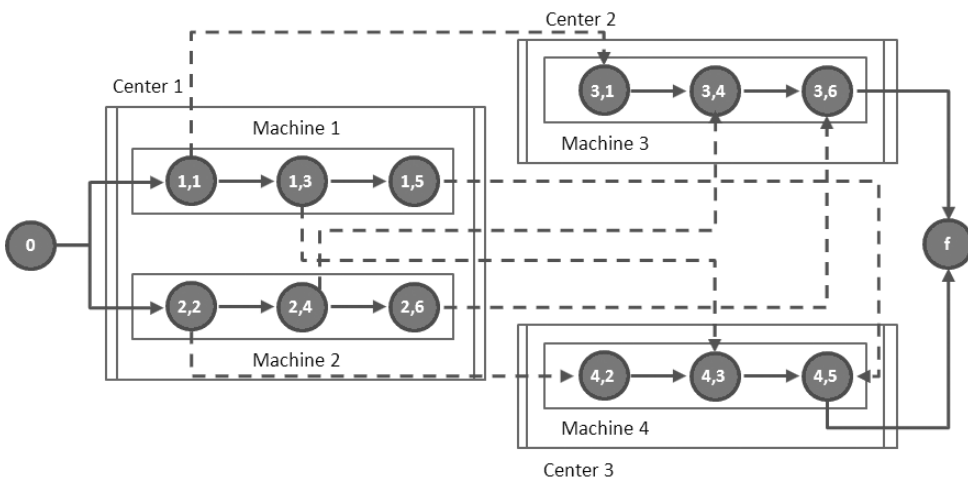 Center 2
3,1 3,4 3,6
Center 1
Machine 3
Machine 1
1,1 1,3 1,5
0
f
2,2 2,4 2,6
Machine 2
4,2 4,3 4,5
Machine 4
Center 3